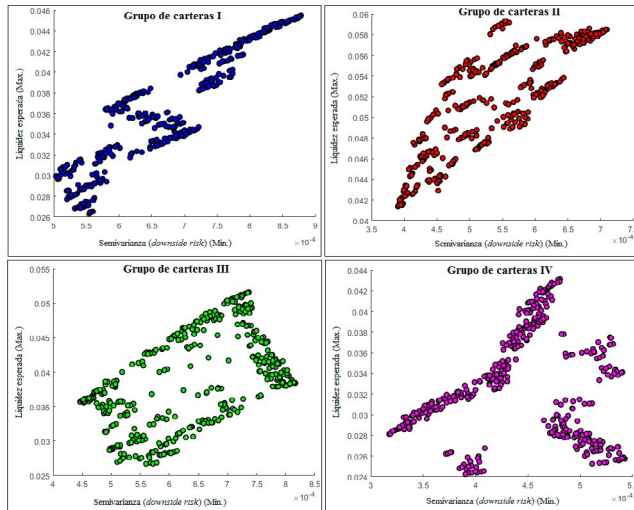 Grupo de carteras I
0.046
0.044
0.042
0.04
0.038
0.036
0.034
0.032
0.03
0.028
0.026
Liquidez esperada (Max.)
5 5.5 6 6.5 7 7.5 8 8.5 9
×10⁻⁴
Semivarianza (downside risk) (Min.)
Grupo de carteras II
0.06
0.058
0.056
0.054
0.052
0.05
0.048
0.046
0.044
0.042
0.04
Liquidez esperada (Max.)
3.5 4 4.5 5 5.5 6 6.5 7 7.5
×10⁻⁴
Semivarianza (downside risk) (Min.)
Grupo de carteras III
0.055
0.05
0.045
0.04
0.035
0.03
0.025
Liquidez esperada (Max.)
4 4.5 5 5.5 6 6.5 7 7.5 8 8.5
×10⁻⁴
Semivarianza (downside risk) (Min.)
Grupo de carteras IV
0.044
0.042
0.04
0.038
0.036
0.034
0.032
0.03
0.028
0.026
0.024
Liquidez esperada (Max.)
3 3.5 4 4.5 5 5.5
×10⁻⁴
Semivarianza (downside risk) (Min.)